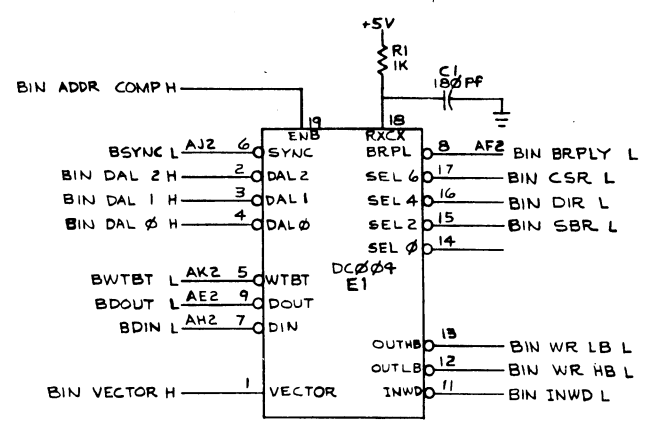 +5V
R1
1K
C1
180pf
BIN ADDR COMP H
19
18
ENB
RXCX
BSYNC L AJ2 6 SYNC
BRPL 8 AF2 BIN BRPLY L
BIN DAL 2 H 2 DAL2
SEL 6 17 BIN CSR L
BIN DAL 1 H 3 DAL1
SEL 4 16 BIN DIR L
BIN DAL Ø H 4 DALØ
SEL 2 15 BIN SBR L
SEL Ø 14
DCØØ4
E1
BWTBT L AK2 5 WTBT
BDOUT L AE2 9 DOUT
BDIN L AH2 7 DIN
OUTHB 13 BIN WR LB L
OUTLB 12 BIN WR HB L
BIN VECTOR H 1 VECTOR
INWD 11 BIN INWD L